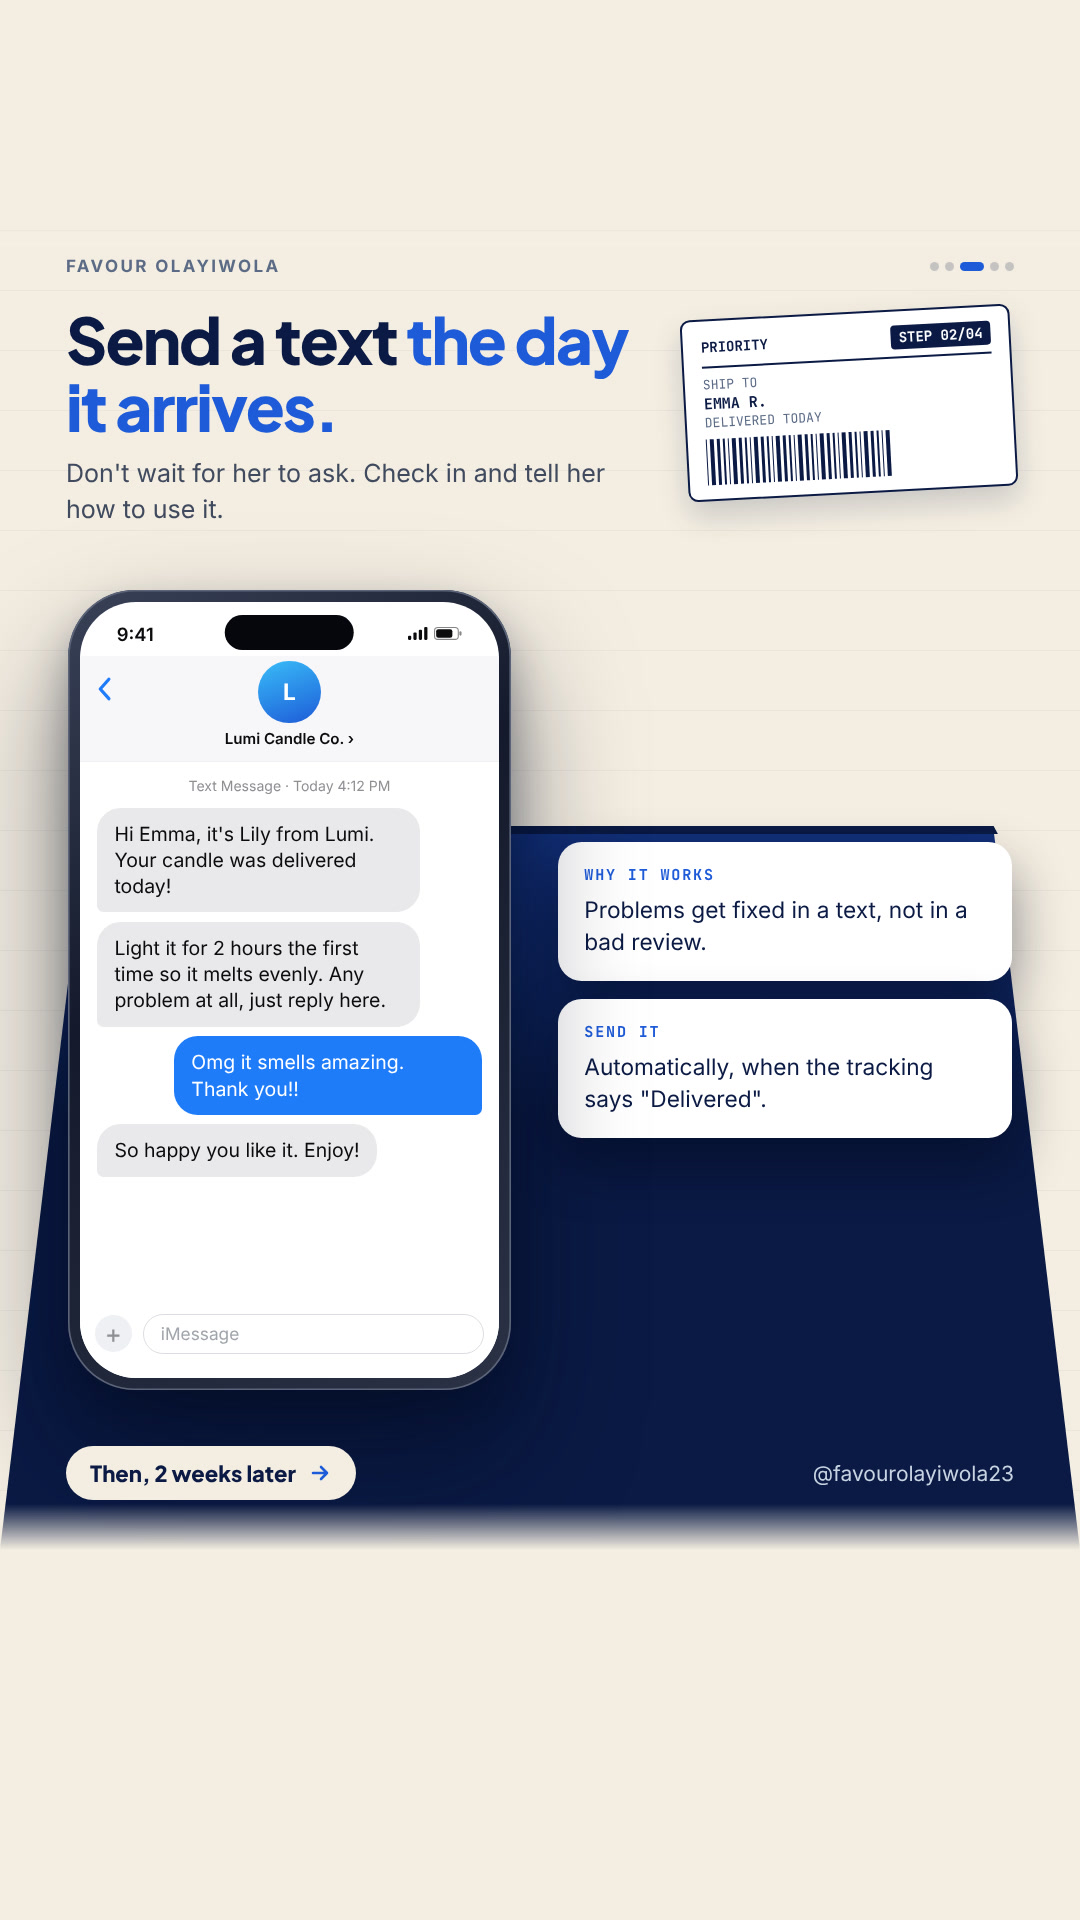 FAVOUR OLAYIWOLA
Send a text the day
it arrives.
Don't wait for her to ask. Check in and tell her
how to use it.
PRIORITY
STEP 02/04
SHIP TO
EMMA R.
DELIVERED TODAY
9:41
L
Lumi Candle Co. ›
Text Message · Today 4:12 PM
Hi Emma, it's Lily from Lumi.
Your candle was delivered
today!
Light it for 2 hours the first
time so it melts evenly. Any
problem at all, just reply here.
Omg it smells amazing.
Thank you!!
So happy you like it. Enjoy!
+
iMessage
WHY IT WORKS
Problems get fixed in a text, not in a
bad review.
SEND IT
Automatically, when the tracking
says "Delivered".
Then, 2 weeks later →
@favourolayiwola23